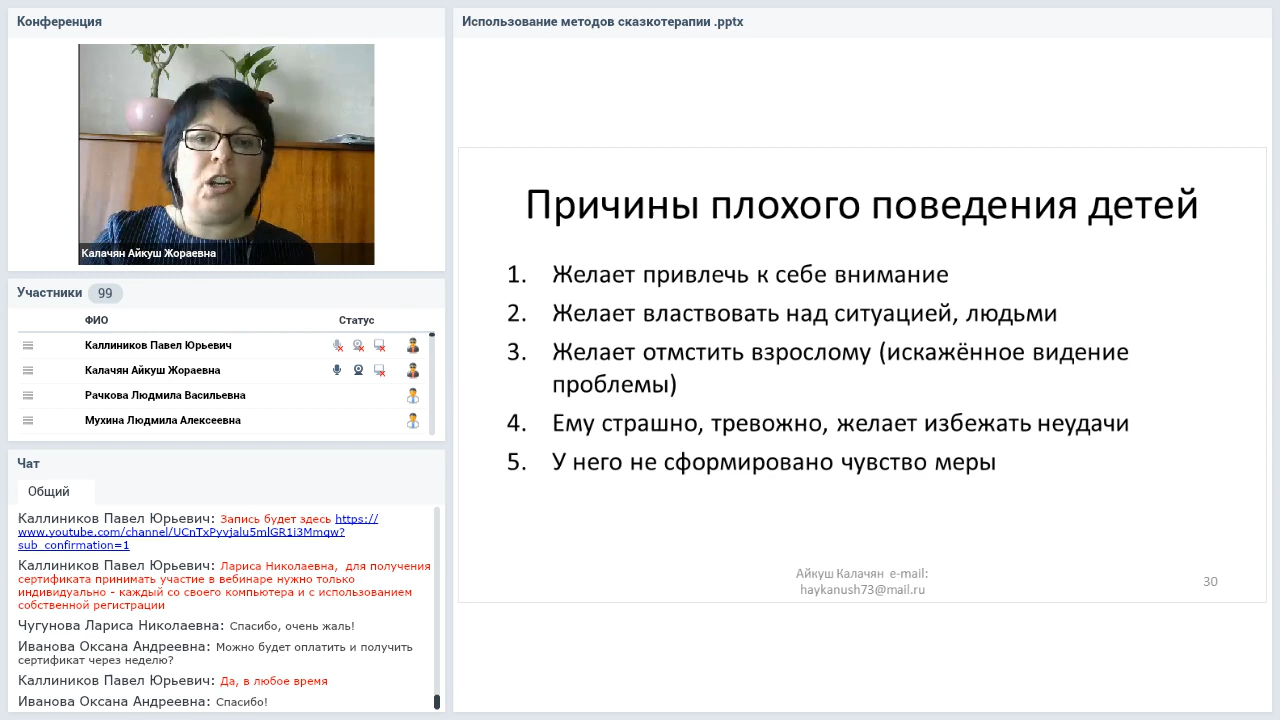 Конференция
Калачян Айкуш Жораевна
Участники 99
ФИО Статус
Каллиников Павел Юрьевич
Калачян Айкуш Жораевна
Рачкова Людмила Васильевна
Мухина Людмила Алексеевна
Чат
Общий
Каллиников Павел Юрьевич: Запись будет здесь https://
www.youtube.com/channel/UCnTxPyvjalu5mlGR1i3Mmqw?
sub_confirmation=1
Каллиников Павел Юрьевич: Лариса Николаевна, для получения
сертификата принимать участие в вебинаре нужно только
индивидуально - каждый со своего компьютера и с использованием
собственной регистрации
Чугунова Лариса Николаевна: Спасибо, очень жаль!
Иванова Оксана Андреевна: Можно будет оплатить и получить
сертификат через неделю?
Каллиников Павел Юрьевич: Да, в любое время
Иванова Оксана Андреевна: Спасибо!
Использование методов сказкотерапии .pptx
Причины плохого поведения детей
1. Желает привлечь к себе внимание
2. Желает властвовать над ситуацией, людьми
3. Желает отмстить взрослому (искажённое видение
проблемы)
4. Ему страшно, тревожно, желает избежать неудачи
5. У него не сформировано чувство меры
Айкуш Калачян e-mail:
haykanush73@mail.ru
30